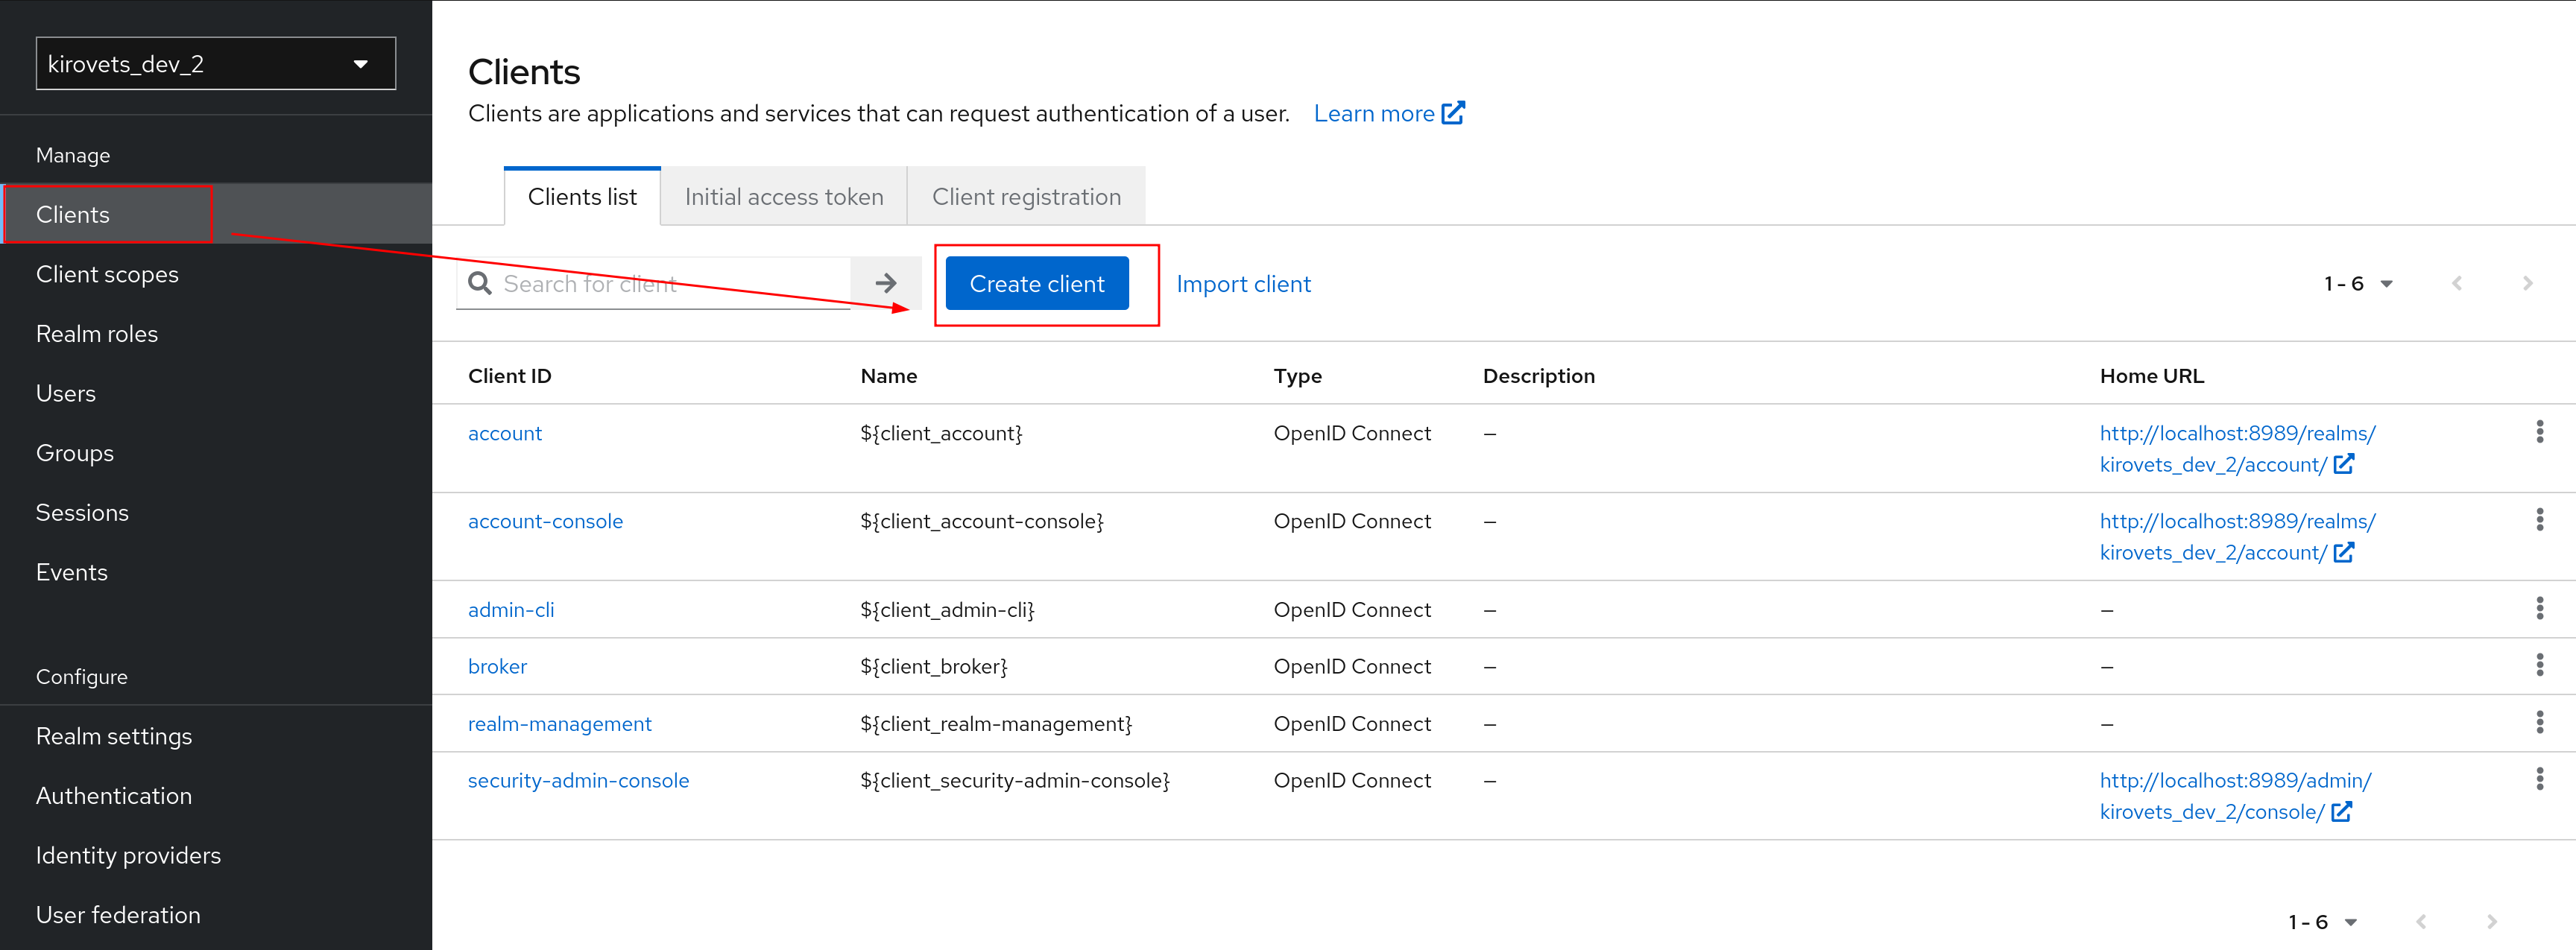 kirovets_dev_2
Manage
Clients
Client scopes
Realm roles
Users
Groups
Sessions
Events
Configure
Realm settings
Authentication
Identity providers
User federation
Clients
Clients are applications and services that can request authentication of a user. Learn more
Clients list Initial access token Client registration
Search for client Create client Import client 1 - 6
Client ID Name Type Description Home URL
account ${client_account} OpenID Connect – http://localhost:8989/realms/
kirovets_dev_2/account/
account-console ${client_account-console} OpenID Connect – http://localhost:8989/realms/
kirovets_dev_2/account/
admin-cli ${client_admin-cli} OpenID Connect – –
broker ${client_broker} OpenID Connect – –
realm-management ${client_realm-management} OpenID Connect – –
security-admin-console ${client_security-admin-console} OpenID Connect – http://localhost:8989/admin/
kirovets_dev_2/console/
1 - 6